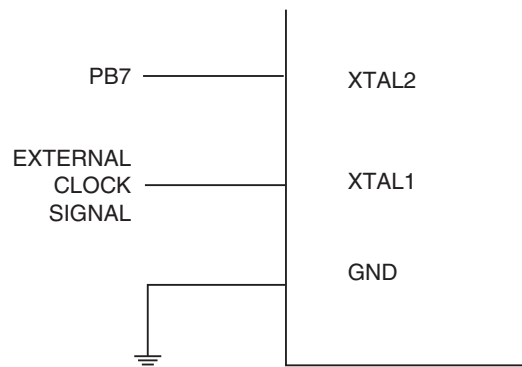 PB7
XTAL2
EXTERNAL
CLOCK
SIGNAL
XTAL1
GND